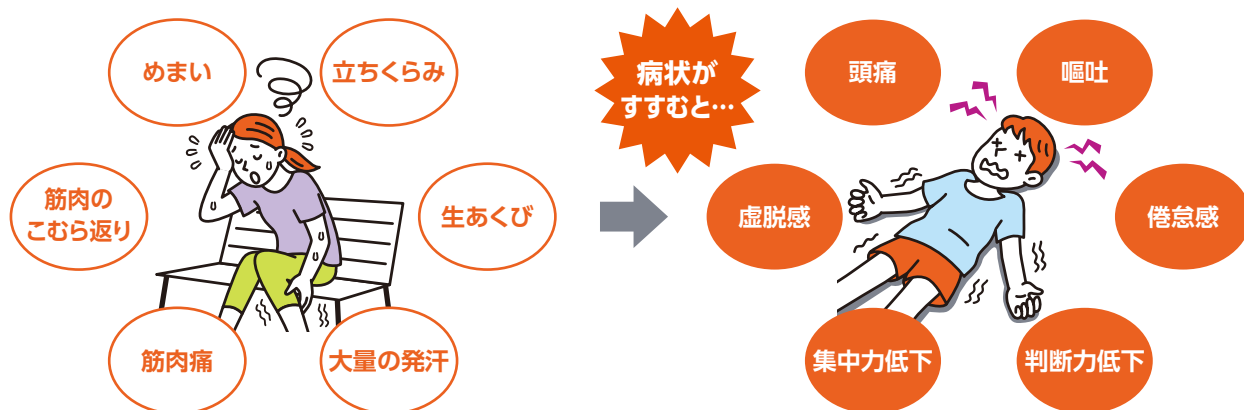 めまい
立ちくらみ
筋肉の
こむら返り
生あくび
筋肉痛
大量の発汗
病状が
すすむと…
頭痛
嘔吐
虚脱感
倦怠感
集中力低下
判断力低下